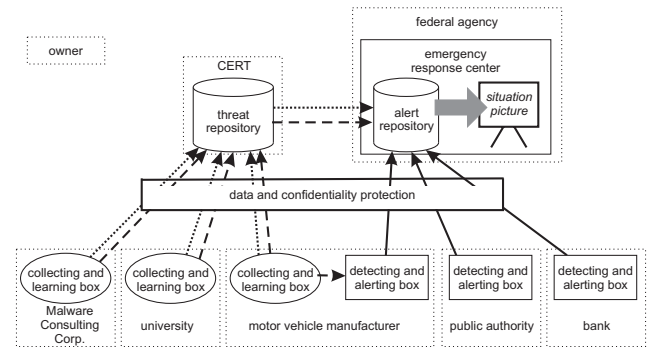 federal agency
owner
emergency
response center
CERT
threat
repository
alert
repository
situation
picture
data and confidentiality protection
collecting and
learning box
collecting and
learning box
collecting and
learning box
detecting and
alerting box
detecting and
alerting box
detecting and
alerting box
Malware
Consulting
Corp.
university
motor vehicle manufacturer
public authority
bank